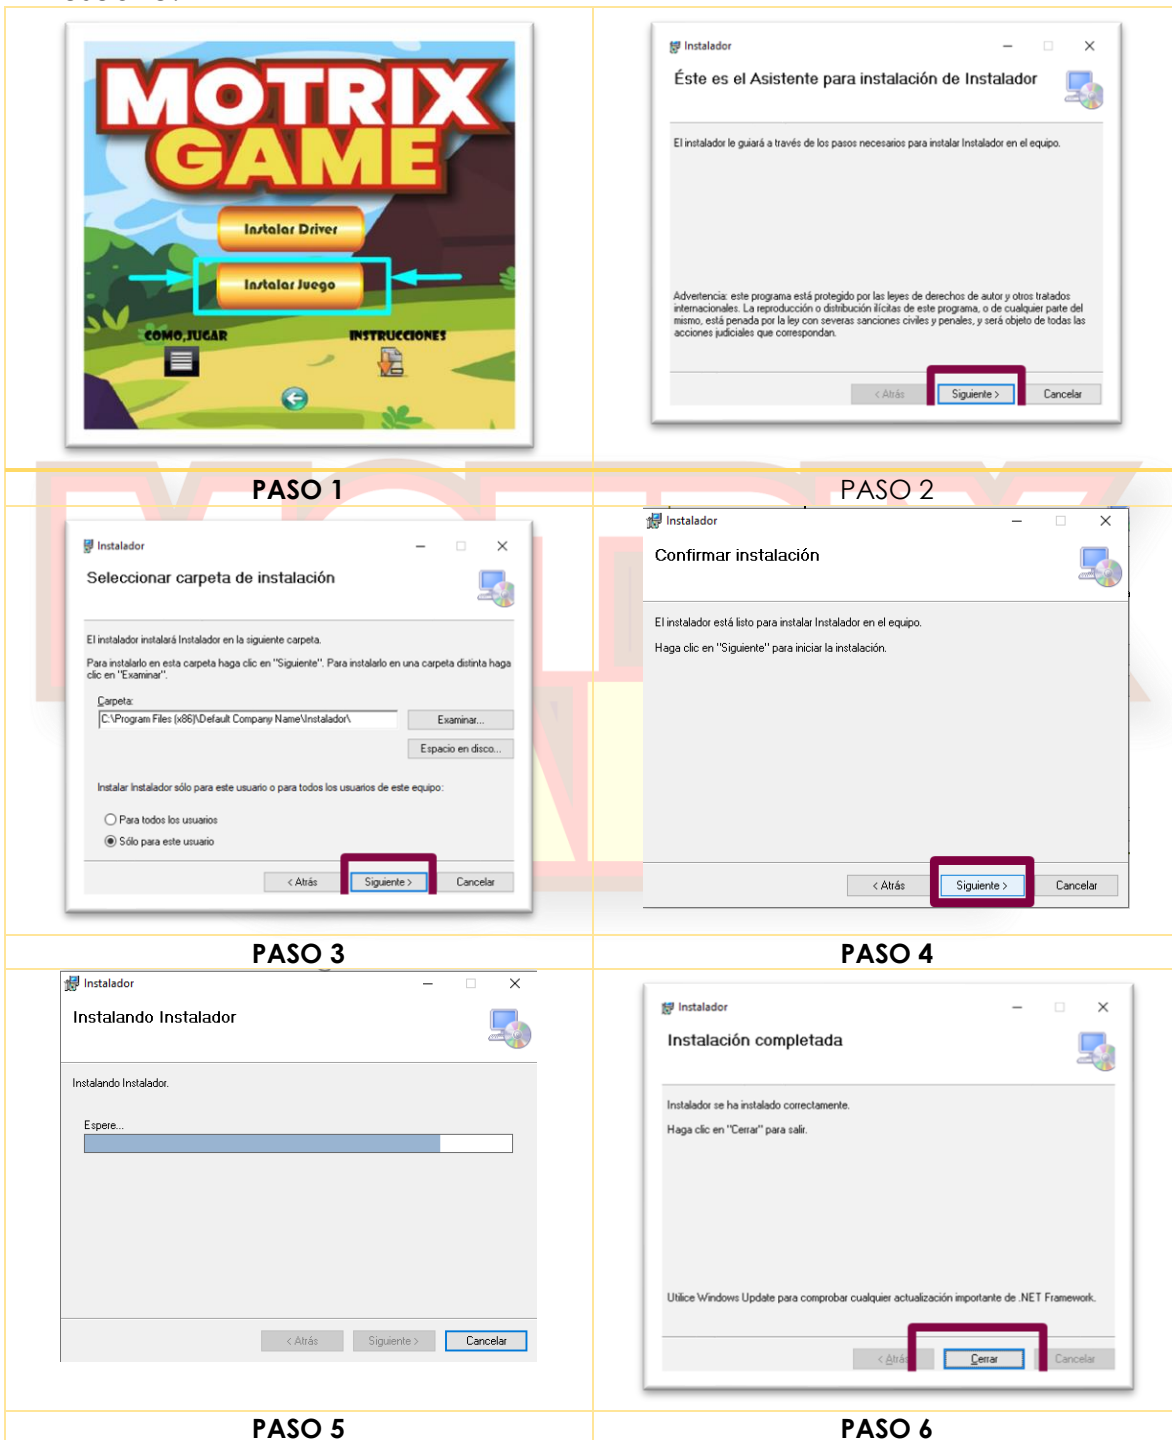 MOTRIX
GAME
Instalar Driver
Instalar Juego
COMO,JUGAR
INSTRUCCIONES
Instalador
Éste es el Asistente para instalación de Instalador
El instalador le guiará a través de los pasos necesarios para instalar Instalador en el equipo.
Advertencia: este programa está protegido por las leyes de derechos de autor y otros tratados
internacionales. La reproducción o distribución ilícitas de este programa, o de cualquier parte del
mismo, está penada por la ley con severas sanciones civiles y penales, y será objeto de todas las
acciones judiciales que correspondan.
< Atrás
Siguiente >
Cancelar
PASO 1
PASO 2
Instalador
Seleccionar carpeta de instalación
El instalador instalará Instalador en la siguiente carpeta.
Para instalarlo en esta carpeta haga clic en "Siguiente". Para instalarlo en una carpeta distinta haga
clic en "Examinar".
Carpeta:
C:\Program Files (x86)\Default Company Name\Instalador\
Examinar...
Espacio en disco...
Instalar Instalador sólo para este usuario o para todos los usuarios de este equipo:
Para todos los usuarios
Sólo para este usuario
< Atrás
Siguiente >
Cancelar
Instalador
Confirmar instalación
El instalador está listo para instalar Instalador en el equipo.
Haga clic en "Siguiente" para iniciar la instalación.
< Atrás
Siguiente >
Cancelar
PASO 3
PASO 4
Instalador
Instalando Instalador
Instalando Instalador.
Espere...
< Atrás
Siguiente >
Cancelar
Instalador
Instalación completada
Instalador se ha instalado correctamente.
Haga clic en "Cerrar" para salir.
Utilice Windows Update para comprobar cualquier actualización importante de .NET Framework.
< Atrás
Cerrar
Cancelar
PASO 5
PASO 6